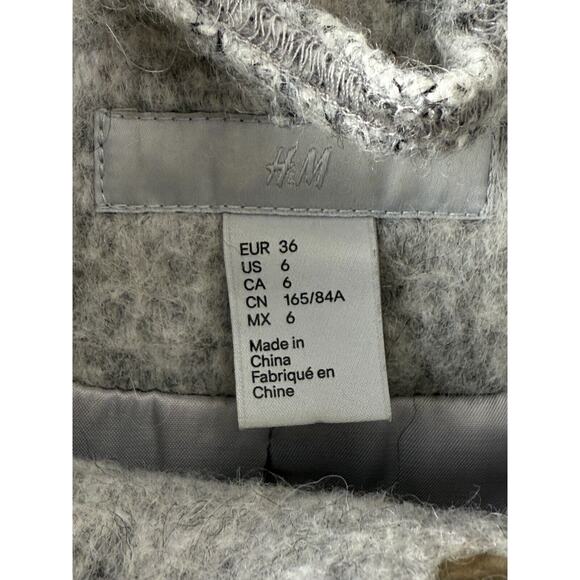 H&M
EUR 36
US 6
CA 6
CN 165/84A
MX 6
Made in
China
Fabriqué en
Chine